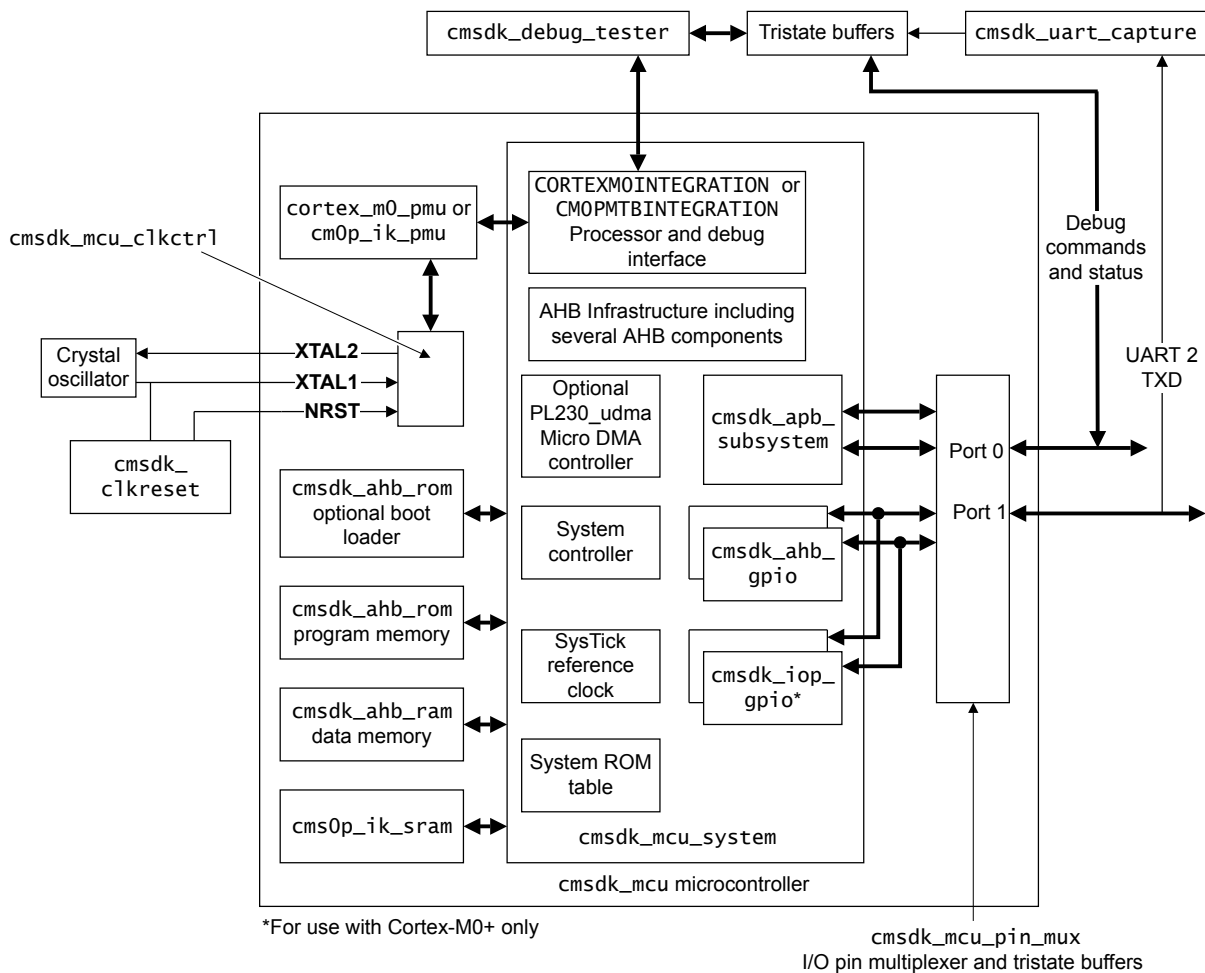 cmsdk_debug_tester
Tristate buffers
cmsdk_uart_capture
CORTEXM0INTEGRATION or
CM0PMTBINTEGRATION
Processor and debug
interface
cortex_m0_pmu or
cm0p_ik_pmu
cmsdk_mcu_clkctrl
Debug
commands
and status
AHB Infrastructure including
several AHB components
Crystal
oscillator
XTAL2
XTAL1
NRST
UART 2
TXD
Optional
PL230_udma
Micro DMA
controller
cmsdk_apb_
subsystem
Port 0
cmsdk_
clkreset
cmsdk_ahb_rom
optional boot
loader
System
controller
cmsdk_ahb_
gpio
Port 1
cmsdk_ahb_rom
program memory
SysTick
reference
clock
cmsdk_iop_
gpio*
cmsdk_ahb_ram
data memory
System ROM
table
cms0p_ik_sram
cmsdk_mcu_system
cmsdk_mcu microcontroller
*For use with Cortex-M0+ only
cmsdk_mcu_pin_mux
I/O pin multiplexer and tristate buffers